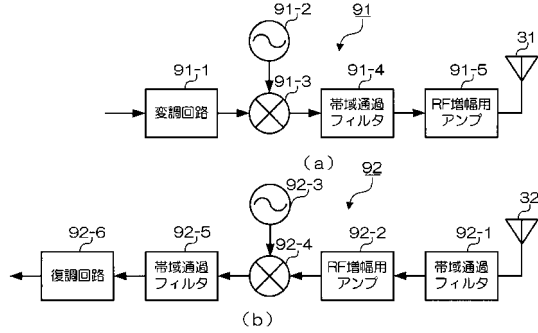 91-2
91
31
91-1
91-3
91-4
91-5
変調回路
帯域通過
フィルタ
RF増幅用
アンプ
(a)
92-3
92
32
92-6
92-5
92-4
92-2
92-1
復調回路
帯域通過
フィルタ
RF増幅用
アンプ
帯域通過
フィルタ
(b)